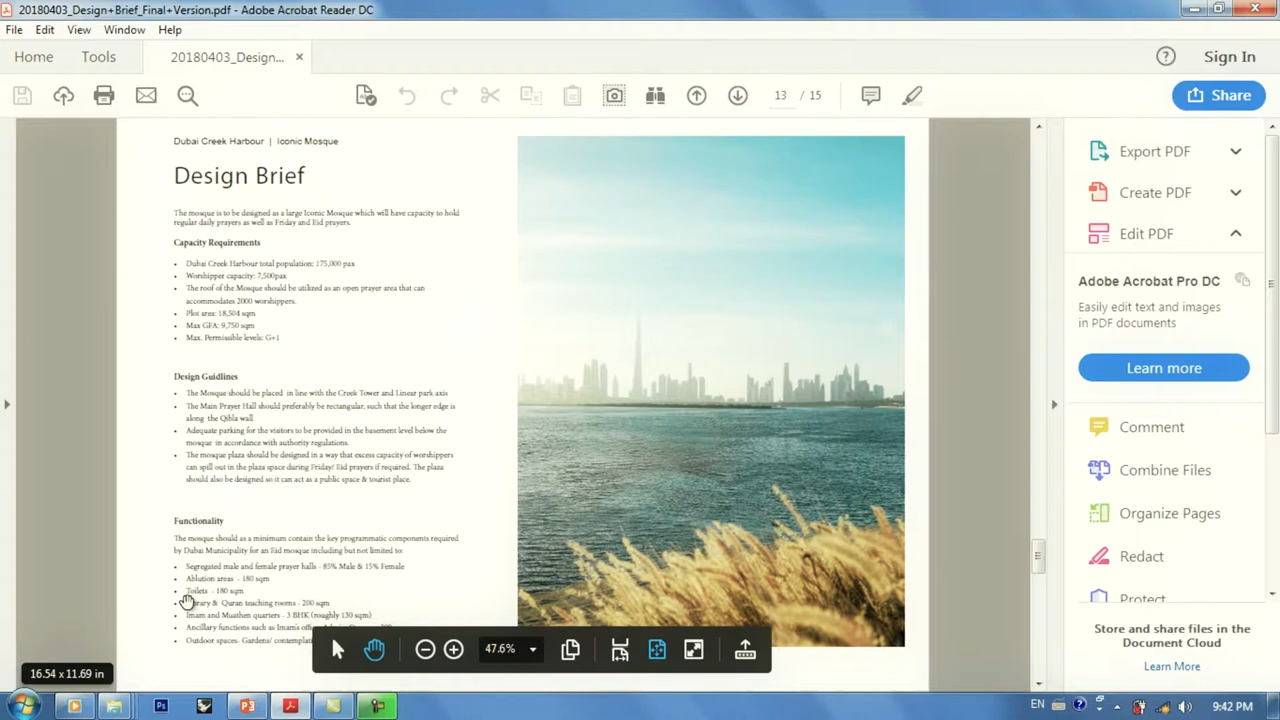 20180403_Design+Brief_Final+Version.pdf - Adobe Acrobat Reader DC
File Edit View Window Help
Home Tools 20180403_Design... ×
? Sign In
13 / 15
Share
Dubai Creek Harbour | Iconic Mosque
Design Brief
The mosque is to be designed as a large Iconic Mosque which will have capacity to hold
regular daily prayers as well as Friday and Eid prayers.
Capacity Requirements
• Dubai Creek Harbour total population: 175,000 pax
• Worshipper capacity: 7,500pax
• The roof of the Mosque should be utilized as an open prayer area that can
accommodates 2000 worshippers.
• Plot area: 18,504 sqm
• Max GFA: 9,750 sqm
• Max. Permissible levels: G+1
Design Guidlines
• The Mosque should be placed in line with the Creek Tower and Linear park axis
• The Main Prayer Hall should preferably be rectangular, such that the longer edge is
along the Qibla wall
• Adequate parking for the visitors to be provided in the basement level below the
mosque in accordance with authority regulations.
• The mosque plaza should be designed in a way that excess capacity of worshippers
can spill out in the plaza space during Friday/ Eid prayers if required. The plaza
should also be designed so it can act as a public space & tourist place.
Functionality
The mosque should as a minimum contain the key programmatic components required
by Dubai Municipality for an Eid mosque including but not limited to:
• Segregated male and female prayer halls - 85% Male & 15% Female
• Ablution areas - 180 sqm
• Toilets - 180 sqm
• & Quran teaching rooms - 200 sqm
• Imam and Muathen quarters - 3 BHK (roughly 130 sqm)
• Ancillary functions such as Imam's
• Outdoor spaces- Gardens/
47.6%
16.54 x 11.69 in
Export PDF
Create PDF
Edit PDF
Adobe Acrobat Pro DC
Easily edit text and images
in PDF documents
Learn more
Comment
Combine Files
Organize Pages
Redact
Protect
Store and share files in the
Document Cloud
Learn More
Ps
EN
9:42 PM